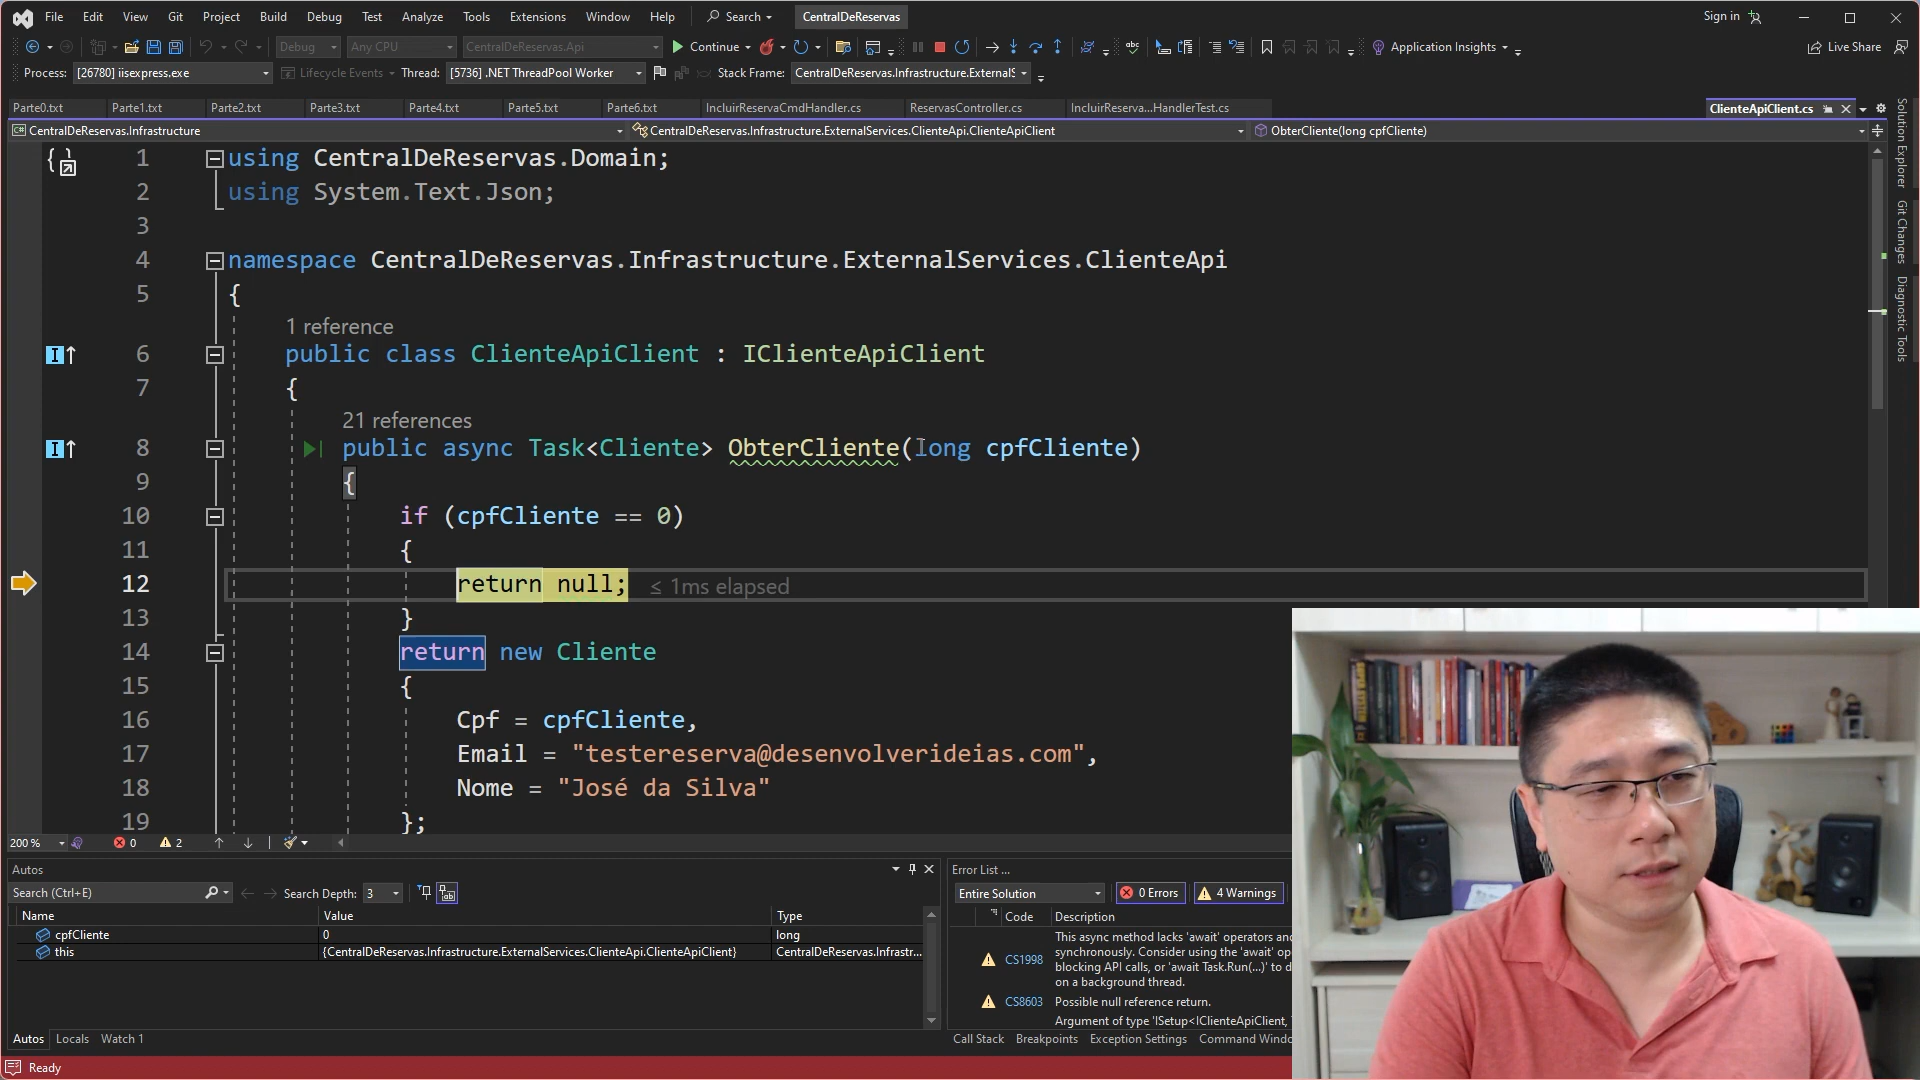 File Edit View Git Project Build Debug Test Analyze Tools Extensions Window Help Search CentralDeReservas Sign in
Debug Any CPU CentralDeReservas.Api Continue Application Insights Live Share
Process: [26780] iisexpress.exe Lifecycle Events Thread: [5736] .NET ThreadPool Worker Stack Frame: CentralDeReservas.Infrastructure.ExternalS
Parte0.txt Parte1.txt Parte2.txt Parte3.txt Parte4.txt Parte5.txt Parte6.txt IncluirReservaCmdHandler.cs ReservasController.cs IncluirReserva...HandlerTest.cs ClienteApiClient.cs
CentralDeReservas.Infrastructure CentralDeReservas.Infrastructure.ExternalServices.ClienteApi.ClienteApiClient ObterCliente(long cpfCliente)
1 using CentralDeReservas.Domain;
2 using System.Text.Json;
3
4 namespace CentralDeReservas.Infrastructure.ExternalServices.ClienteApi
5 {
1 reference
6 public class ClienteApiClient : IClienteApiClient
7 {
21 references
8 public async Task<Cliente> ObterCliente(long cpfCliente)
9 {
10 if (cpfCliente == 0)
11 {
12 return null; ≤ 1ms elapsed
13 }
14 return new Cliente
15 {
16 Cpf = cpfCliente,
17 Email = "testereserva@desenvolverideias.com",
18 Nome = "José da Silva"
19 };
200 % 0 2
Solution Explorer
Git Changes
Diagnostic Tools
Autos
Search (Ctrl+E) Search Depth: 3
Name Value Type
cpfCliente 0 long
this {CentralDeReservas.Infrastructure.ExternalServices.ClienteApi.ClienteApiClient} CentralDeReservas.Infrastr...
Autos Locals Watch 1
Error List ...
Entire Solution 0 Errors 4 Warnings
Code Description
This async method lacks 'await' operators an
CS1998 synchronously. Consider using the 'await' op
blocking API calls, or 'await Task.Run(...)' to d
on a background thread.
CS8603 Possible null reference return.
Argument of type 'ISetup<IClienteApiClient,
Call Stack Breakpoints Exception Settings Command Windo
Ready